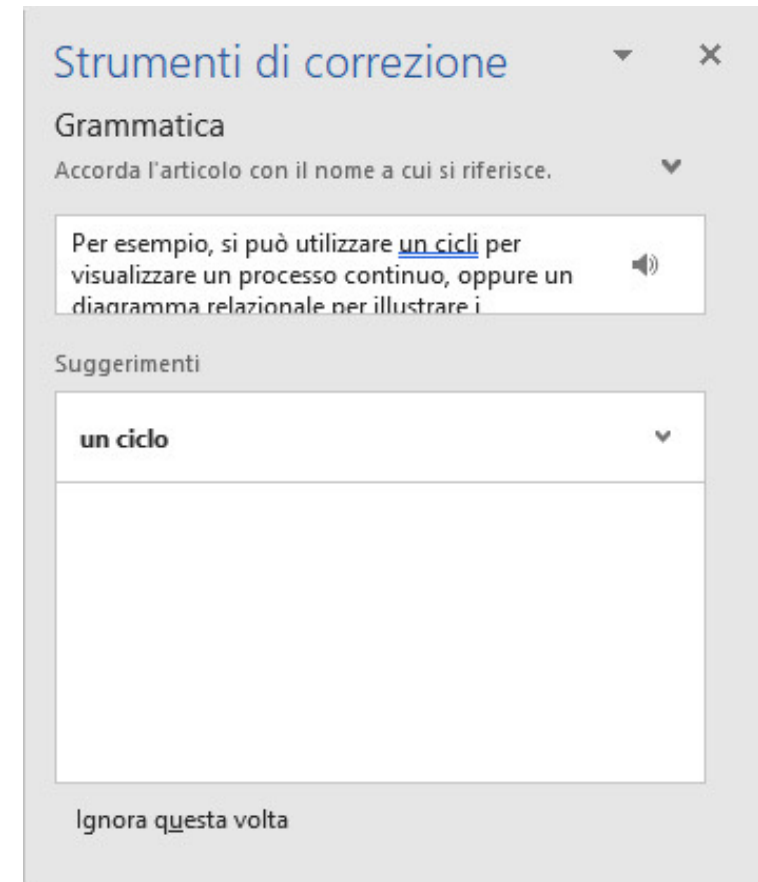 Strumenti di correzione
Grammatica
Accorda l'articolo con il nome a cui si riferisce.
Per esempio, si può utilizzare un cicli per
visualizzare un processo continuo, oppure un
diagramma relazionale per illustrare i
Suggerimenti
un ciclo
Ignora questa volta